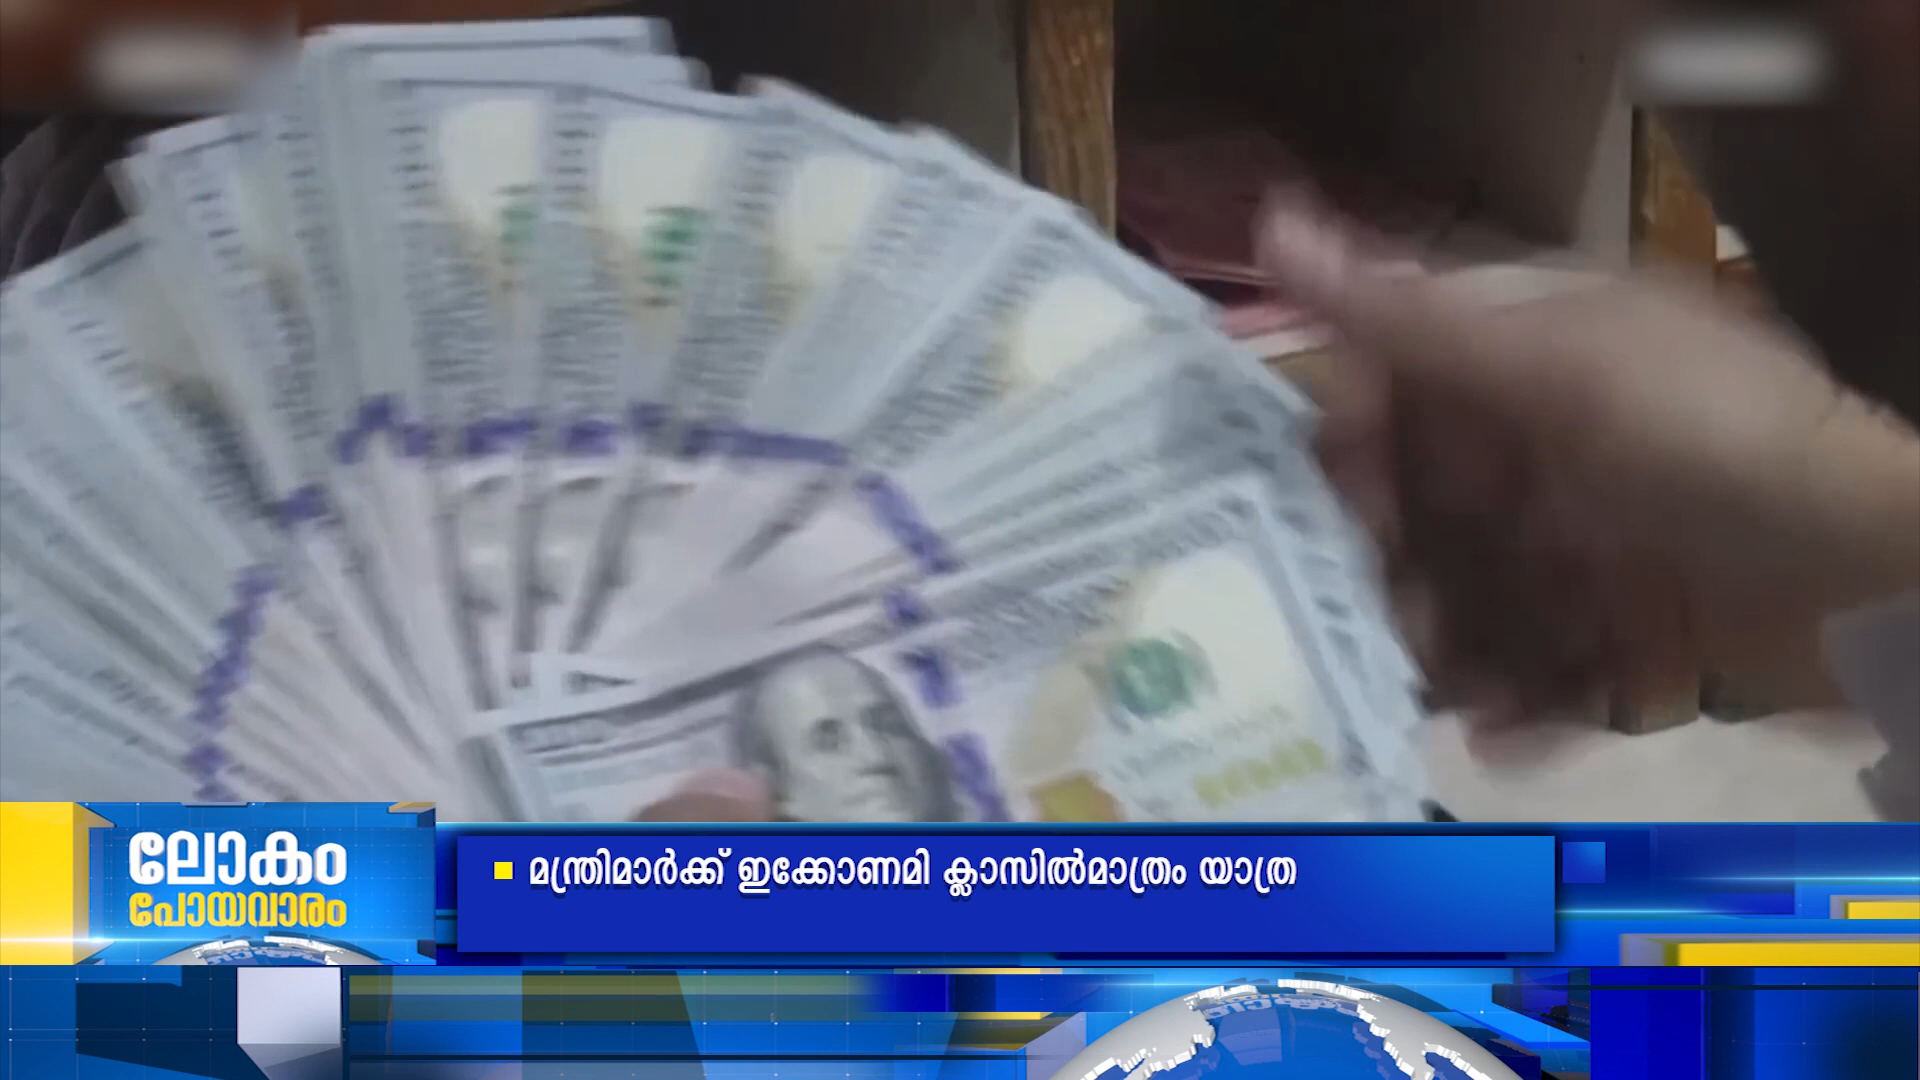 ലോകം
പോയവാരം
മന്ത്രിമാർക്ക് ഇക്കോണമി ക്ലാസിൽമാത്രം യാത്ര